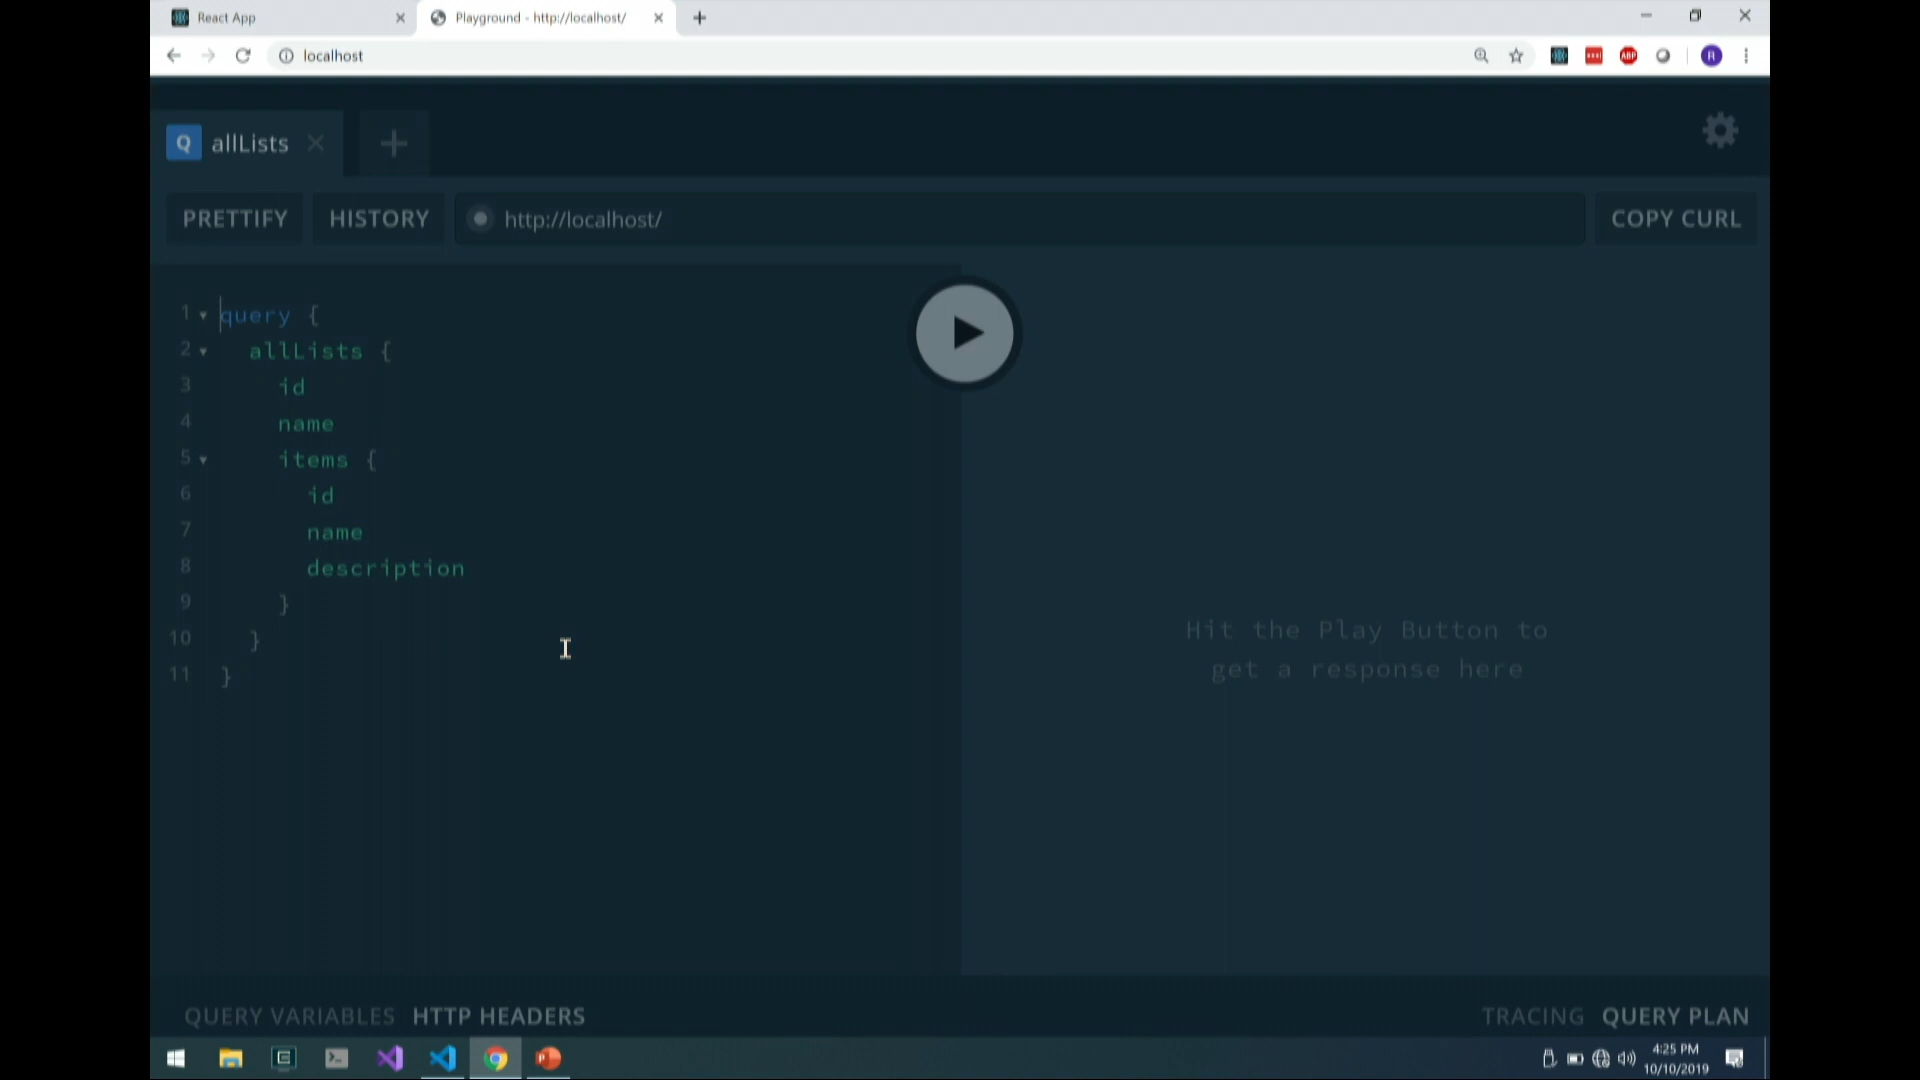 React App
Playground - http://localhost/
localhost
ABP
R
Q allLists
PRETTIFY HISTORY http://localhost/ COPY CURL
1 query {
2 allLists {
3 id
4 name
5 items {
6 id
7 name
8 description
9 }
10 }
11 }
Hit the Play Button to
get a response here
QUERY VARIABLES HTTP HEADERS TRACING QUERY PLAN
4:25 PM
10/10/2019